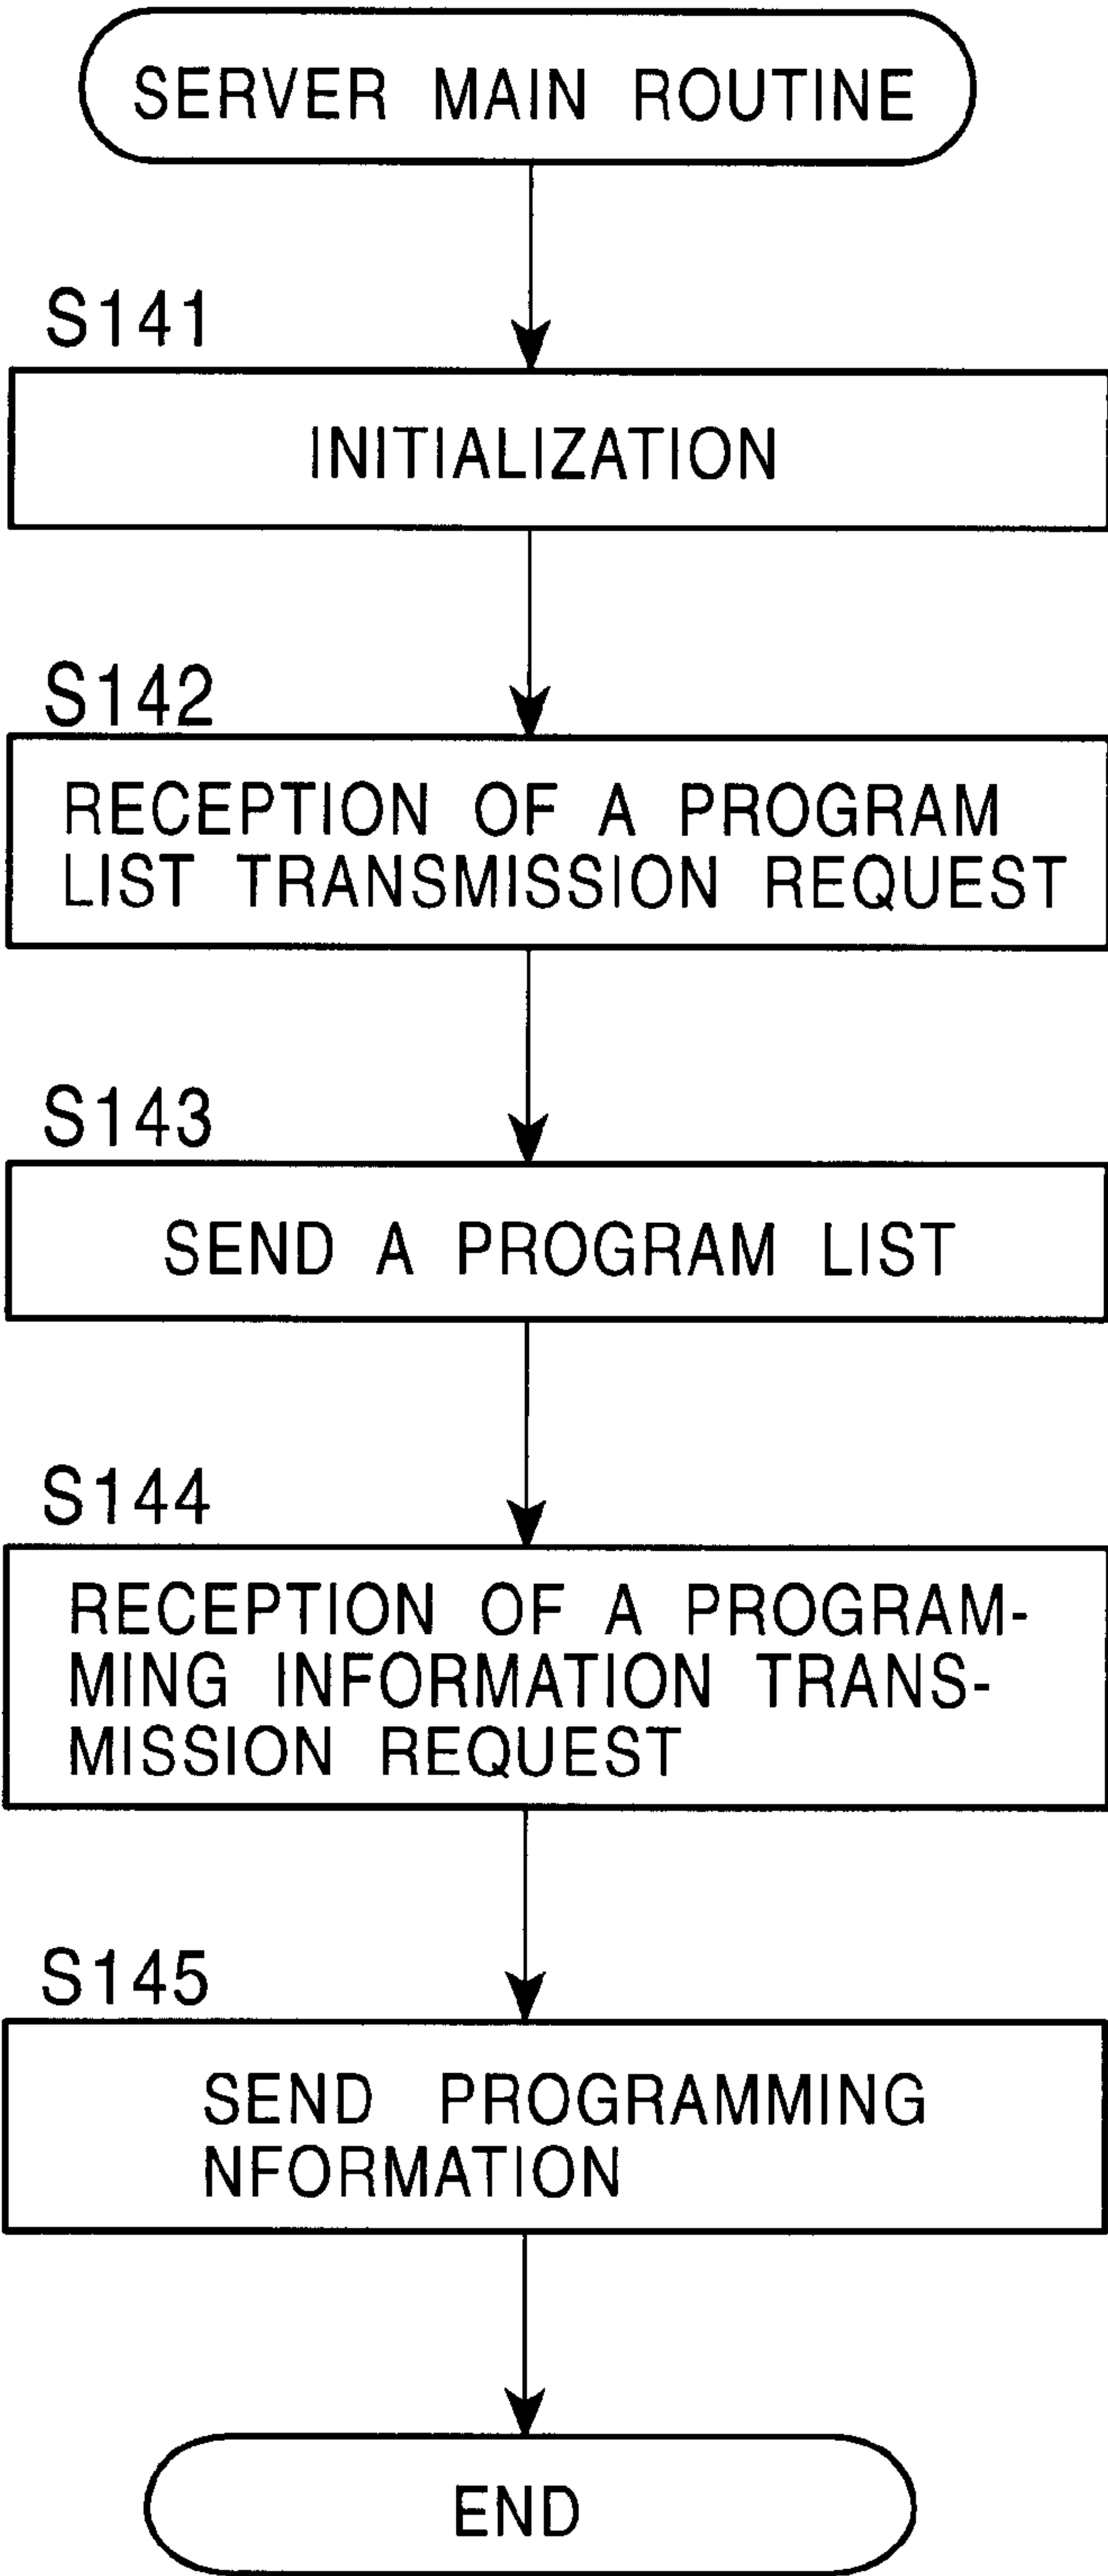 SERVER MAIN ROUTINE
S141
INITIALIZATION
S142
RECEPTION OF A PROGRAM
LIST TRANSMISSION REQUEST
S143
SEND A PROGRAM LIST
S144
RECEPTION OF A PROGRAM-
MING INFORMATION TRANS-
MISSION REQUEST
S145
SEND PROGRAMMING
NFORMATION
END